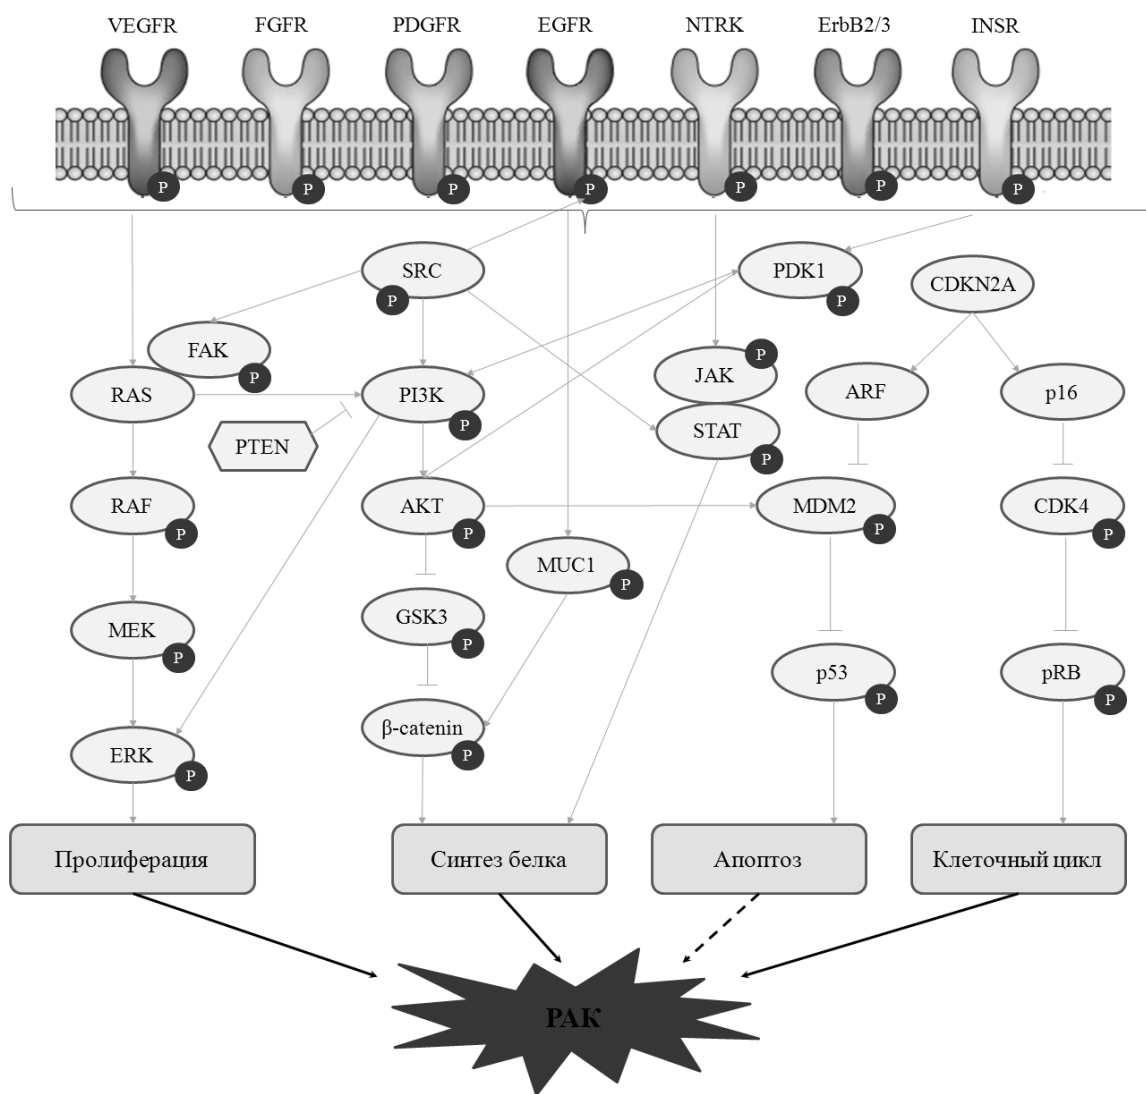 VEGFR
FGFR
PDGFR
EGFR
NTRK
ErbB2/3
INSR
P
P
P
P
P
P
P
SRC
P
PDK1
P
CDKN2A
FAK
P
JAK
P
RAS
PI3K
P
STAT
P
ARF
p16
PTEN
RAF
P
AKT
P
MDM2
P
CDK4
P
MUC1
P
MEK
P
GSK3
P
p53
P
pRB
P
ERK
P
β-catenin
P
Пролиферация
Синтез белка
Апоптоз
Клеточный цикл
РАК